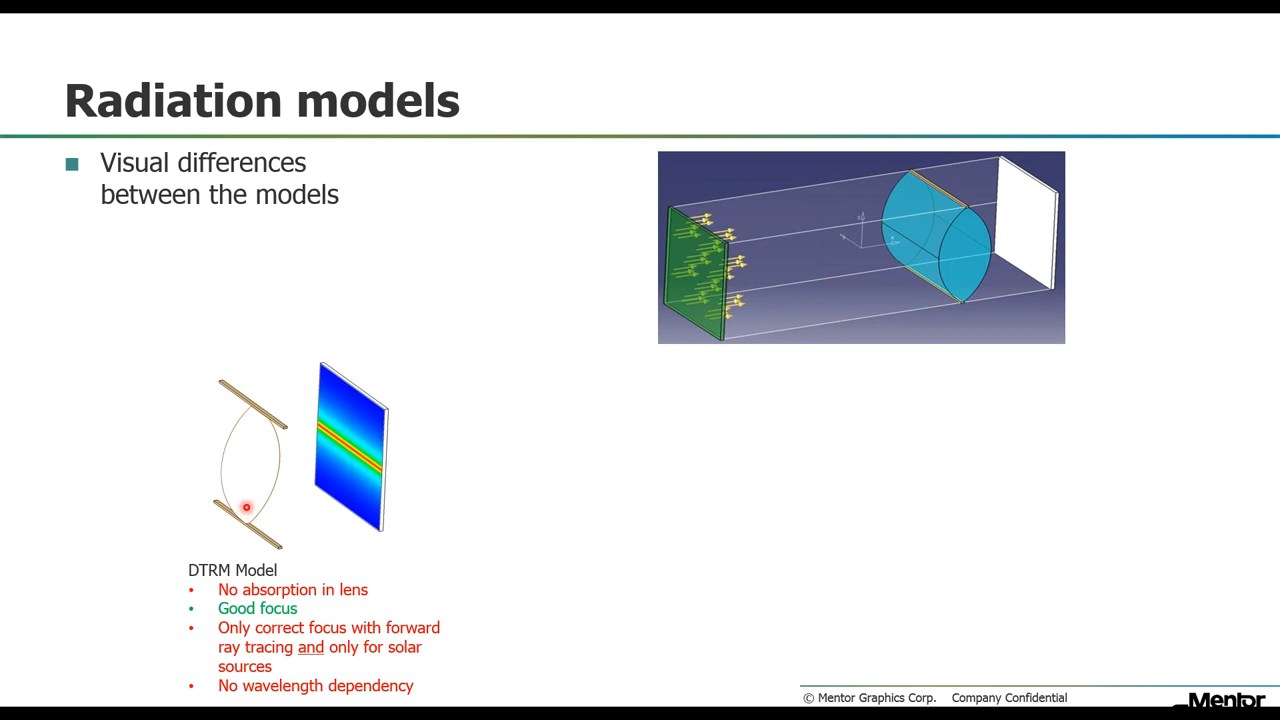 Radiation models
Visual differences
between the models
DTRM Model
• No absorption in lens
• Good focus
• Only correct focus with forward
ray tracing and only for solar
sources
• No wavelength dependency
© Mentor Graphics Corp. Company Confidential
Mentor